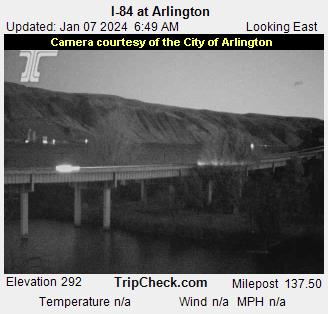 I-84 at Arlington
Updated: Jan 07 2024 6:49 AM Looking East
Camera courtesy of the City of Arlington
Elevation 292 TripCheck.com Milepost 137.50
Temperature n/a Wind n/a MPH n/a